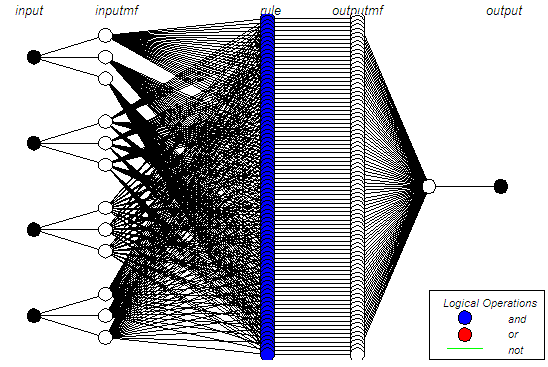 input inputmf rule outputmf output
Logical Operations
and
or
not